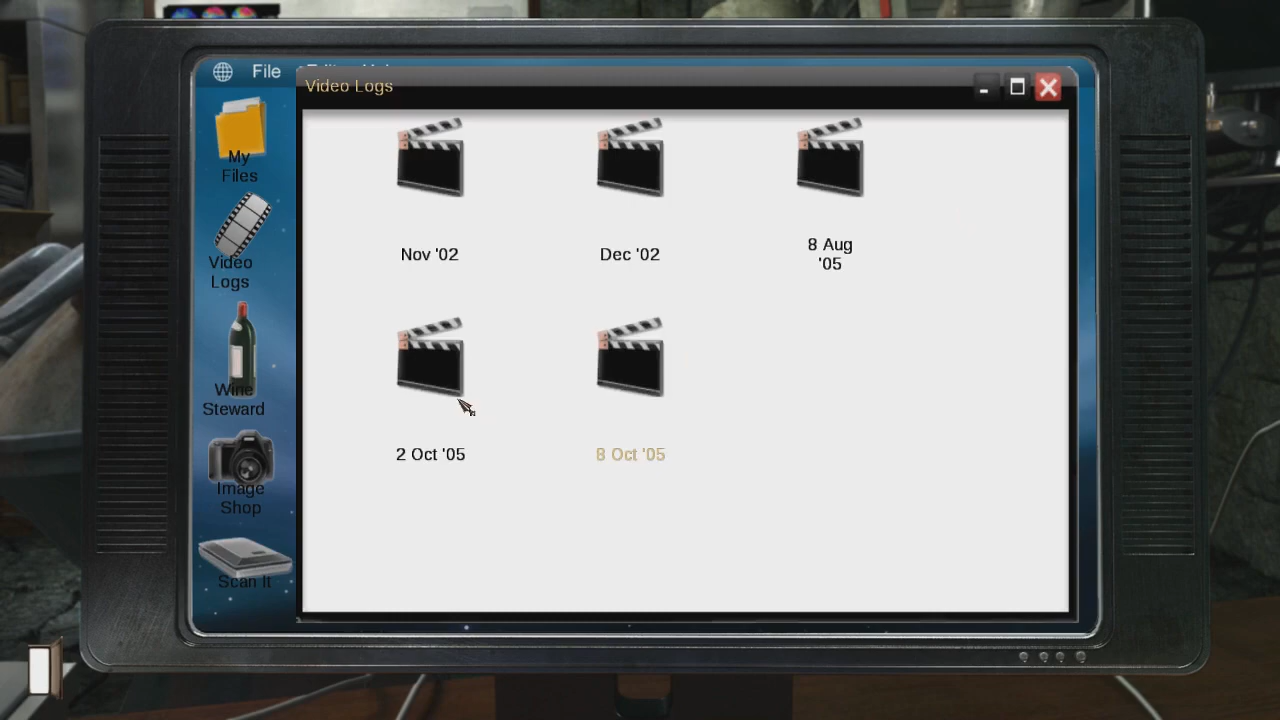 File
Video Logs
My
Files
Video
Logs
Wine
Steward
Image
Shop
Scan It
Nov '02
Dec '02
8 Aug
'05
2 Oct '05
8 Oct '05